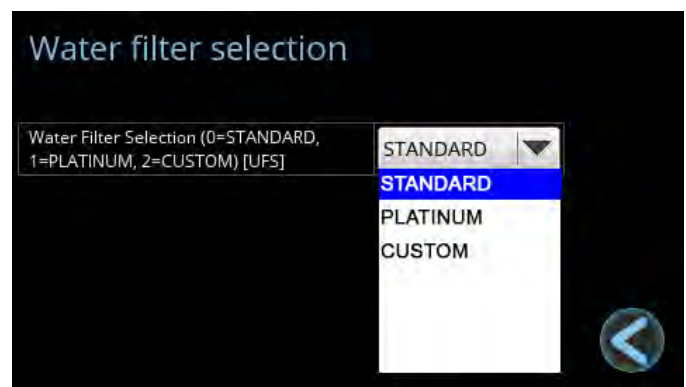 Water filter selection
Water Filter Selection (0=STANDARD,
1=PLATINUM, 2=CUSTOM) [UFS]
STANDARD
STANDARD
PLATINUM
CUSTOM